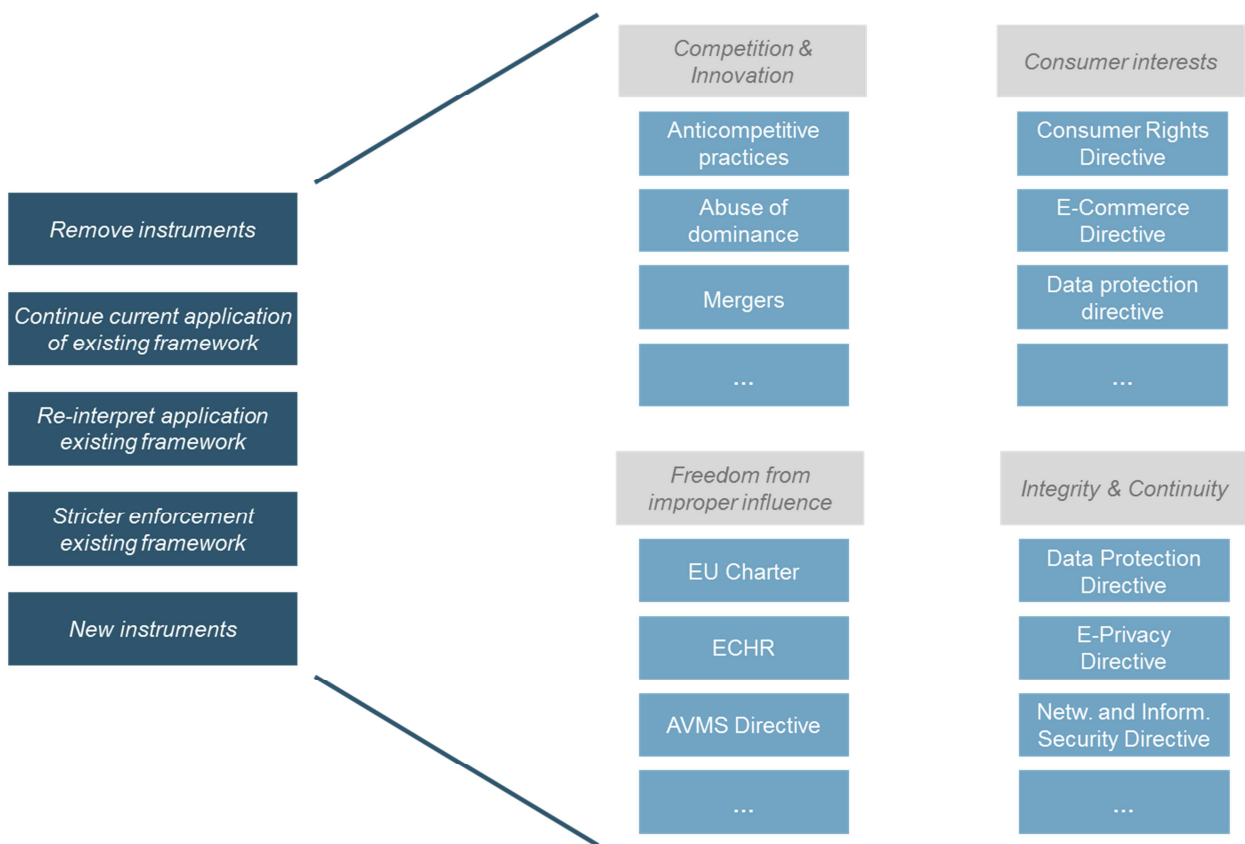 Remove instruments
Continue current application
of existing framework
Re-interpret application
existing framework
Stricter enforcement
existing framework
New instruments
Competition &
Innovation
Anticompetitive
practices
Abuse of
dominance
Mergers
...
Consumer interests
Consumer Rights
Directive
E-Commerce
Directive
Data protection
directive
...
Freedom from
improper influence
EU Charter
ECHR
AVMS Directive
...
Integrity & Continuity
Data Protection
Directive
E-Privacy
Directive
Netw. and Inform.
Security Directive
...